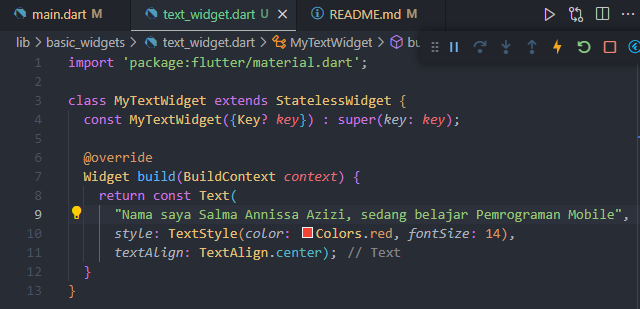 main.dart M text_widget.dart U × README.md M
lib > basic_widgets > text_widget.dart > MyTextWidget > bu
1 import 'package:flutter/material.dart';
2
3 class MyTextWidget extends StatelessWidget {
4 const MyTextWidget({Key? key}) : super(key: key);
5
6 @override
7 Widget build(BuildContext context) {
8 return const Text(
9 "Nama saya Salma Annissa Azizi, sedang belajar Pemrograman Mobile",
10 style: TextStyle(color: Colors.red, fontSize: 14),
11 textAlign: TextAlign.center); // Text
12 }
13 }